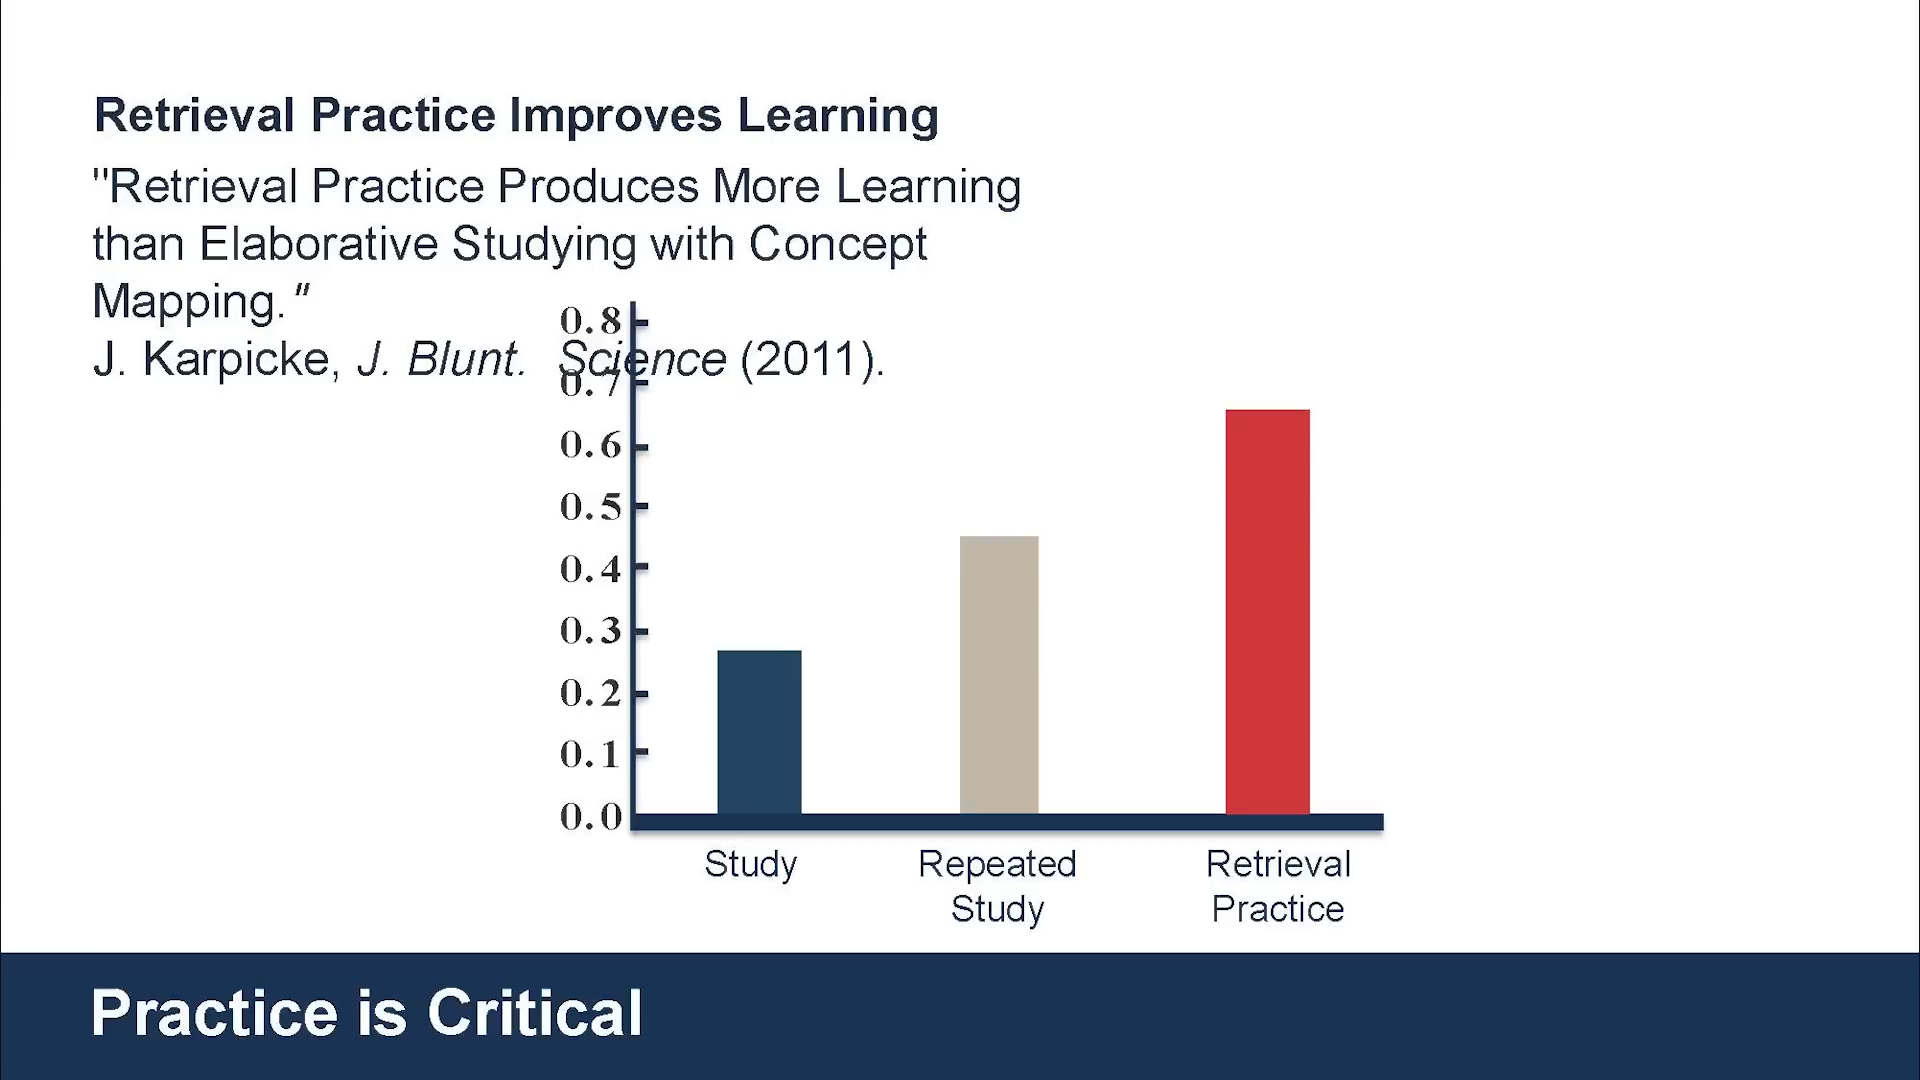 Retrieval Practice Improves Learning
"Retrieval Practice Produces More Learning
than Elaborative Studying with Concept
Mapping."
J. Karpicke, J. Blunt. Science (2011).
0.8
0.7
0.6
0.5
0.4
0.3
0.2
0.1
0.0
Study
Repeated
Study
Retrieval
Practice
Practice is Critical